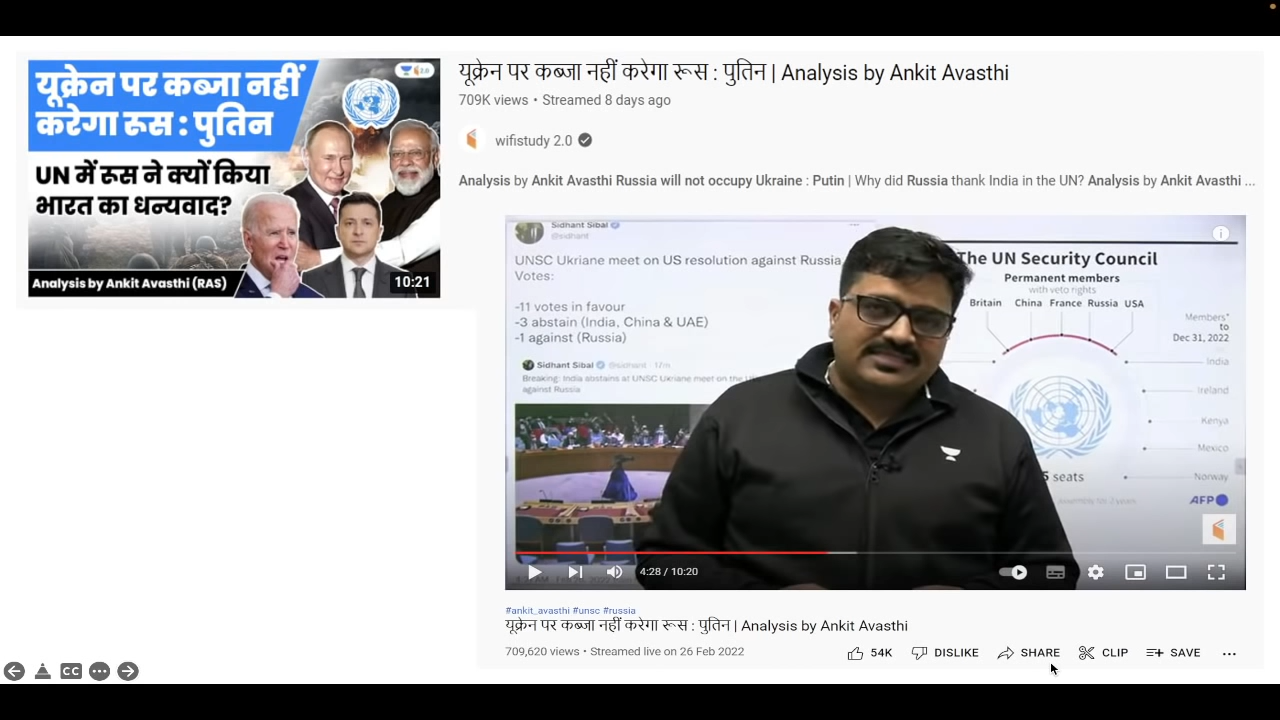 यूक्रेन पर कब्जा नहीं
करेगा रूस : पुतिन
2.0
UN में रूस ने क्यों किया
भारत का धन्यवाद?
Analysis by Ankit Avasthi (RAS)
10:21
यूक्रेन पर कब्जा नहीं करेगा रूस : पुतिन | Analysis by Ankit Avasthi
709K views • Streamed 8 days ago
wifistudy 2.0
Analysis by Ankit Avasthi Russia will not occupy Ukraine : Putin | Why did Russia thank India in the UN? Analysis by Ankit Avasthi ...
Sidhant Sibal
@sidhant
UNSC Ukriane meet on US resolution against Russia
Votes:
-11 votes in favour
-3 abstain (India, China & UAE)
-1 against (Russia)
Sidhant Sibal @sidhant · 17m
Breaking: India abstains at UNSC Ukriane meet on the
against Russia
The UN Security Council
Permanent members
with veto rights
Britain China France Russia USA
Members*
to
Dec 31, 2022
India
Ireland
Kenya
Mexico
Norway
seats
AFP
4:28 / 10:20
#ankit_avasthi #unsc #russia
यूक्रेन पर कब्जा नहीं करेगा रूस : पुतिन | Analysis by Ankit Avasthi
709,620 views • Streamed live on 26 Feb 2022
54K DISLIKE SHARE CLIP SAVE ...
CC